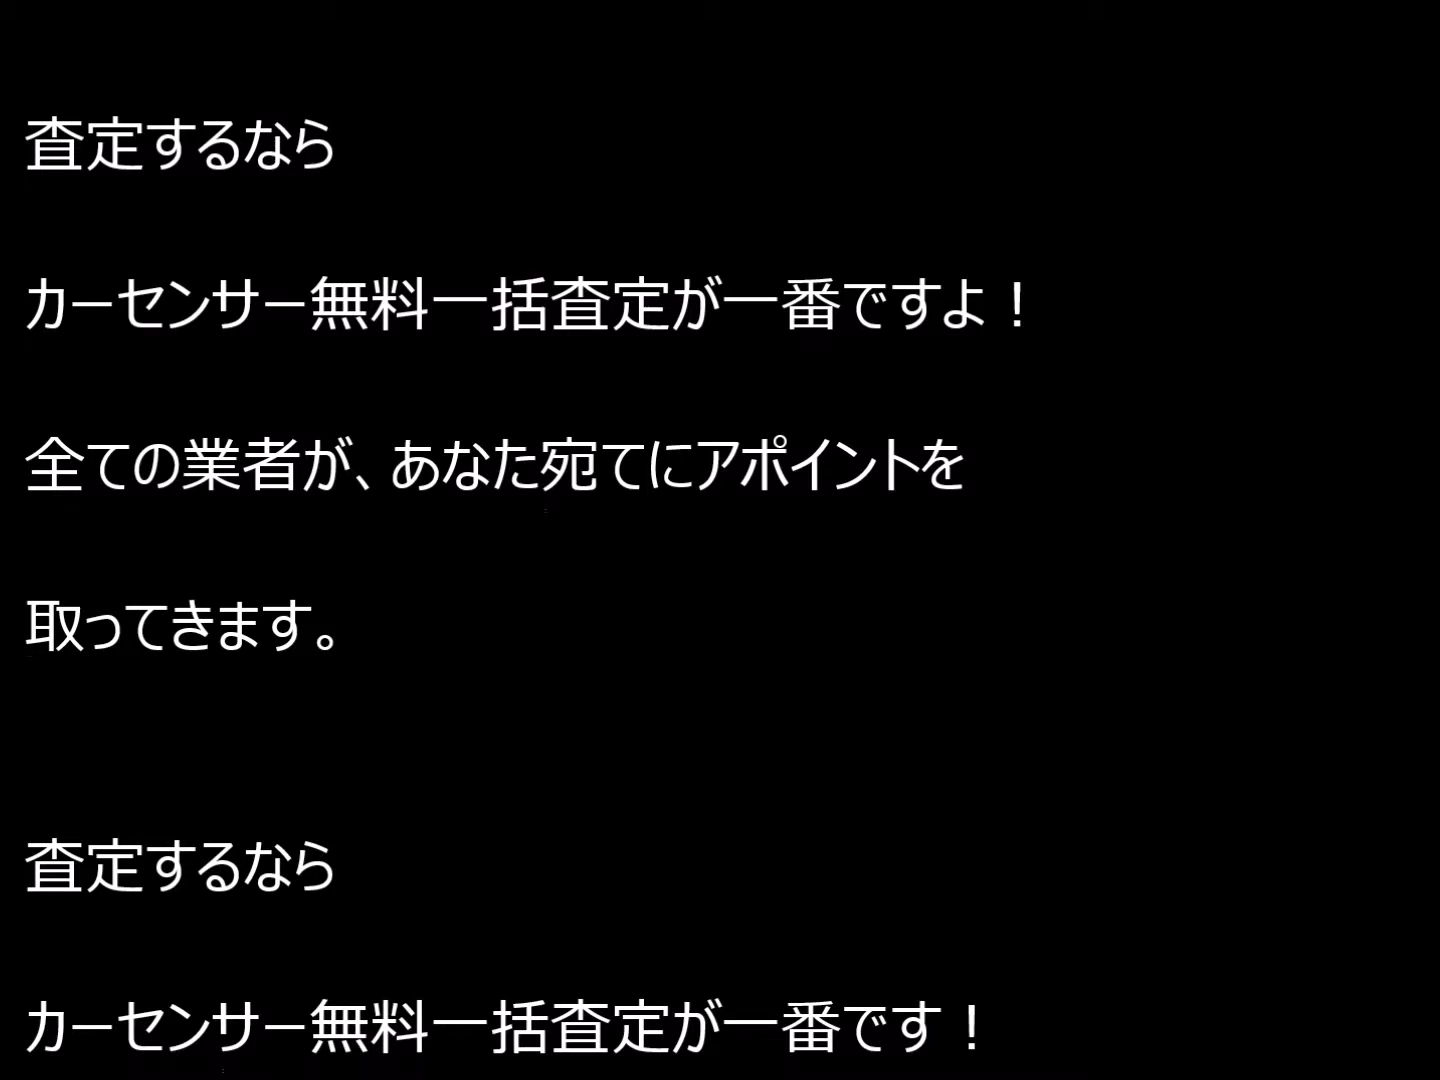 査定するなら
カーセンサー無料一括査定が一番ですよ！
全ての業者が、あなた宛てにアポイントを
取ってきます。
査定するなら
カーセンサー無料一括査定が一番です！